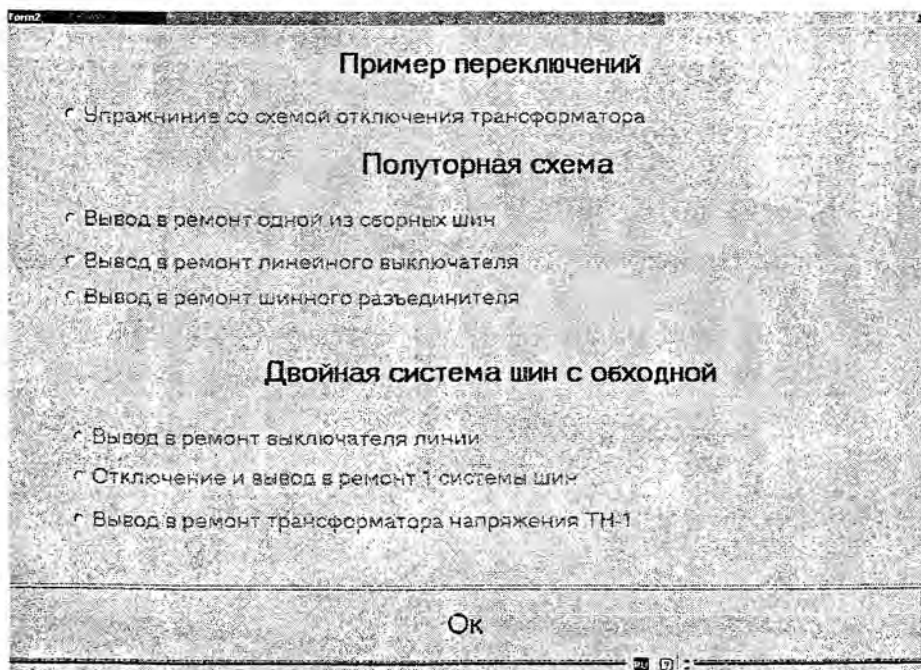 Form2
Пример переключений
Упражниние со схемой отключения трансформатора
Полуторная схема
Вывод в ремонт одной из сборных шин
Вывод в ремонт линейного выключателя
Вывод в ремонт шинного разъединителя
Двойная система шин с обходной
Вывод в ремонт выключателя линии
Отключение и вывод в ремонт 1 системы шин
Вывод в ремонт трансформатора напряжения ТН-1
Ок
RU